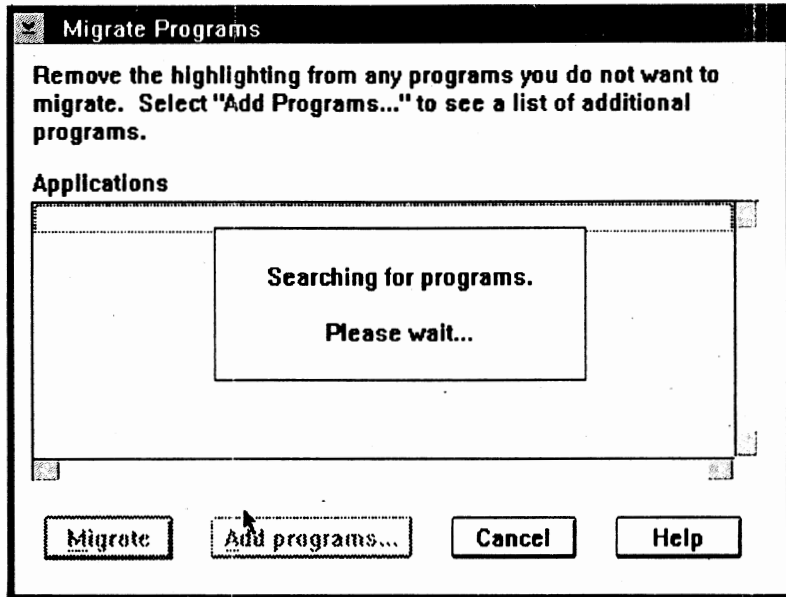 Migrate Programs
Remove the highlighting from any programs you do not want to
migrate. Select "Add Programs..." to see a list of additional
programs.
Applications
Searching for programs.
Please wait...
Migrate Add programs... Cancel Help